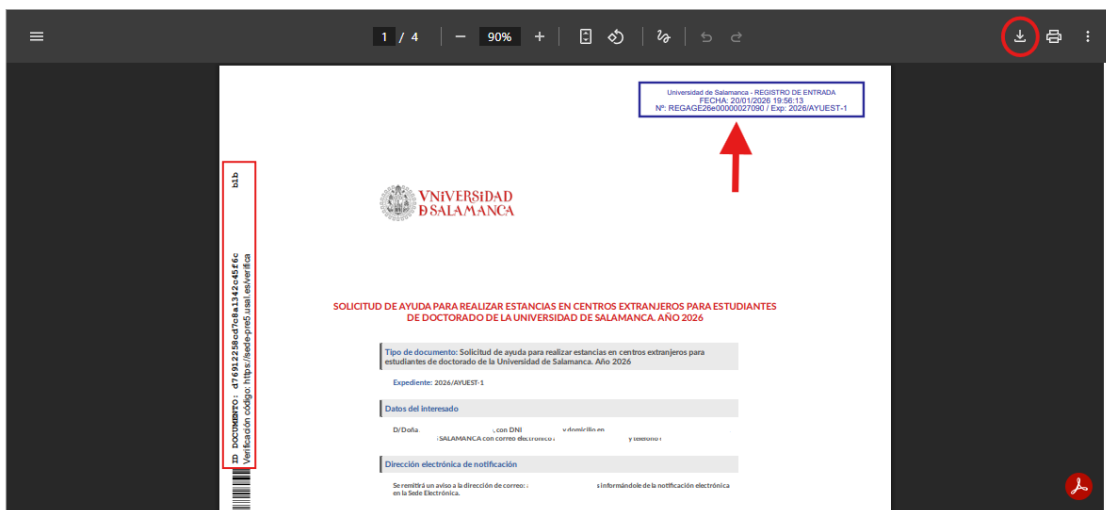 1 / 4
90%
Universidad de Salamanca - REGISTRO DE ENTRADA
FECHA: 20/01/2026 19:56:13
Nº: REGAGE26e00000027090 / Exp: 2026/AYUEST-1
VNiVERSiDAD
D SALAMANCA
ID DOCUMENTO: d76912258cd7c8a1342c45f6c b1b
Verificación código: https://sede-pre5.usal.es/verifica
SOLICITUD DE AYUDA PARA REALIZAR ESTANCIAS EN CENTROS EXTRANJEROS PARA ESTUDIANTES
DE DOCTORADO DE LA UNIVERSIDAD DE SALAMANCA. AÑO 2026
Tipo de documento: Solicitud de ayuda para realizar estancias en centros extranjeros para
estudiantes de doctorado de la Universidad de Salamanca. Año 2026
Expediente: 2026/AYUEST-1
Datos del interesado
D/Doña , con DNI y domicilio en
SALAMANCA con correo electrónico y teléfono
Dirección electrónica de notificación
Se remitirá un aviso a la dirección de correo: s informándole de la notificación electrónica
en la Sede Electrónica.